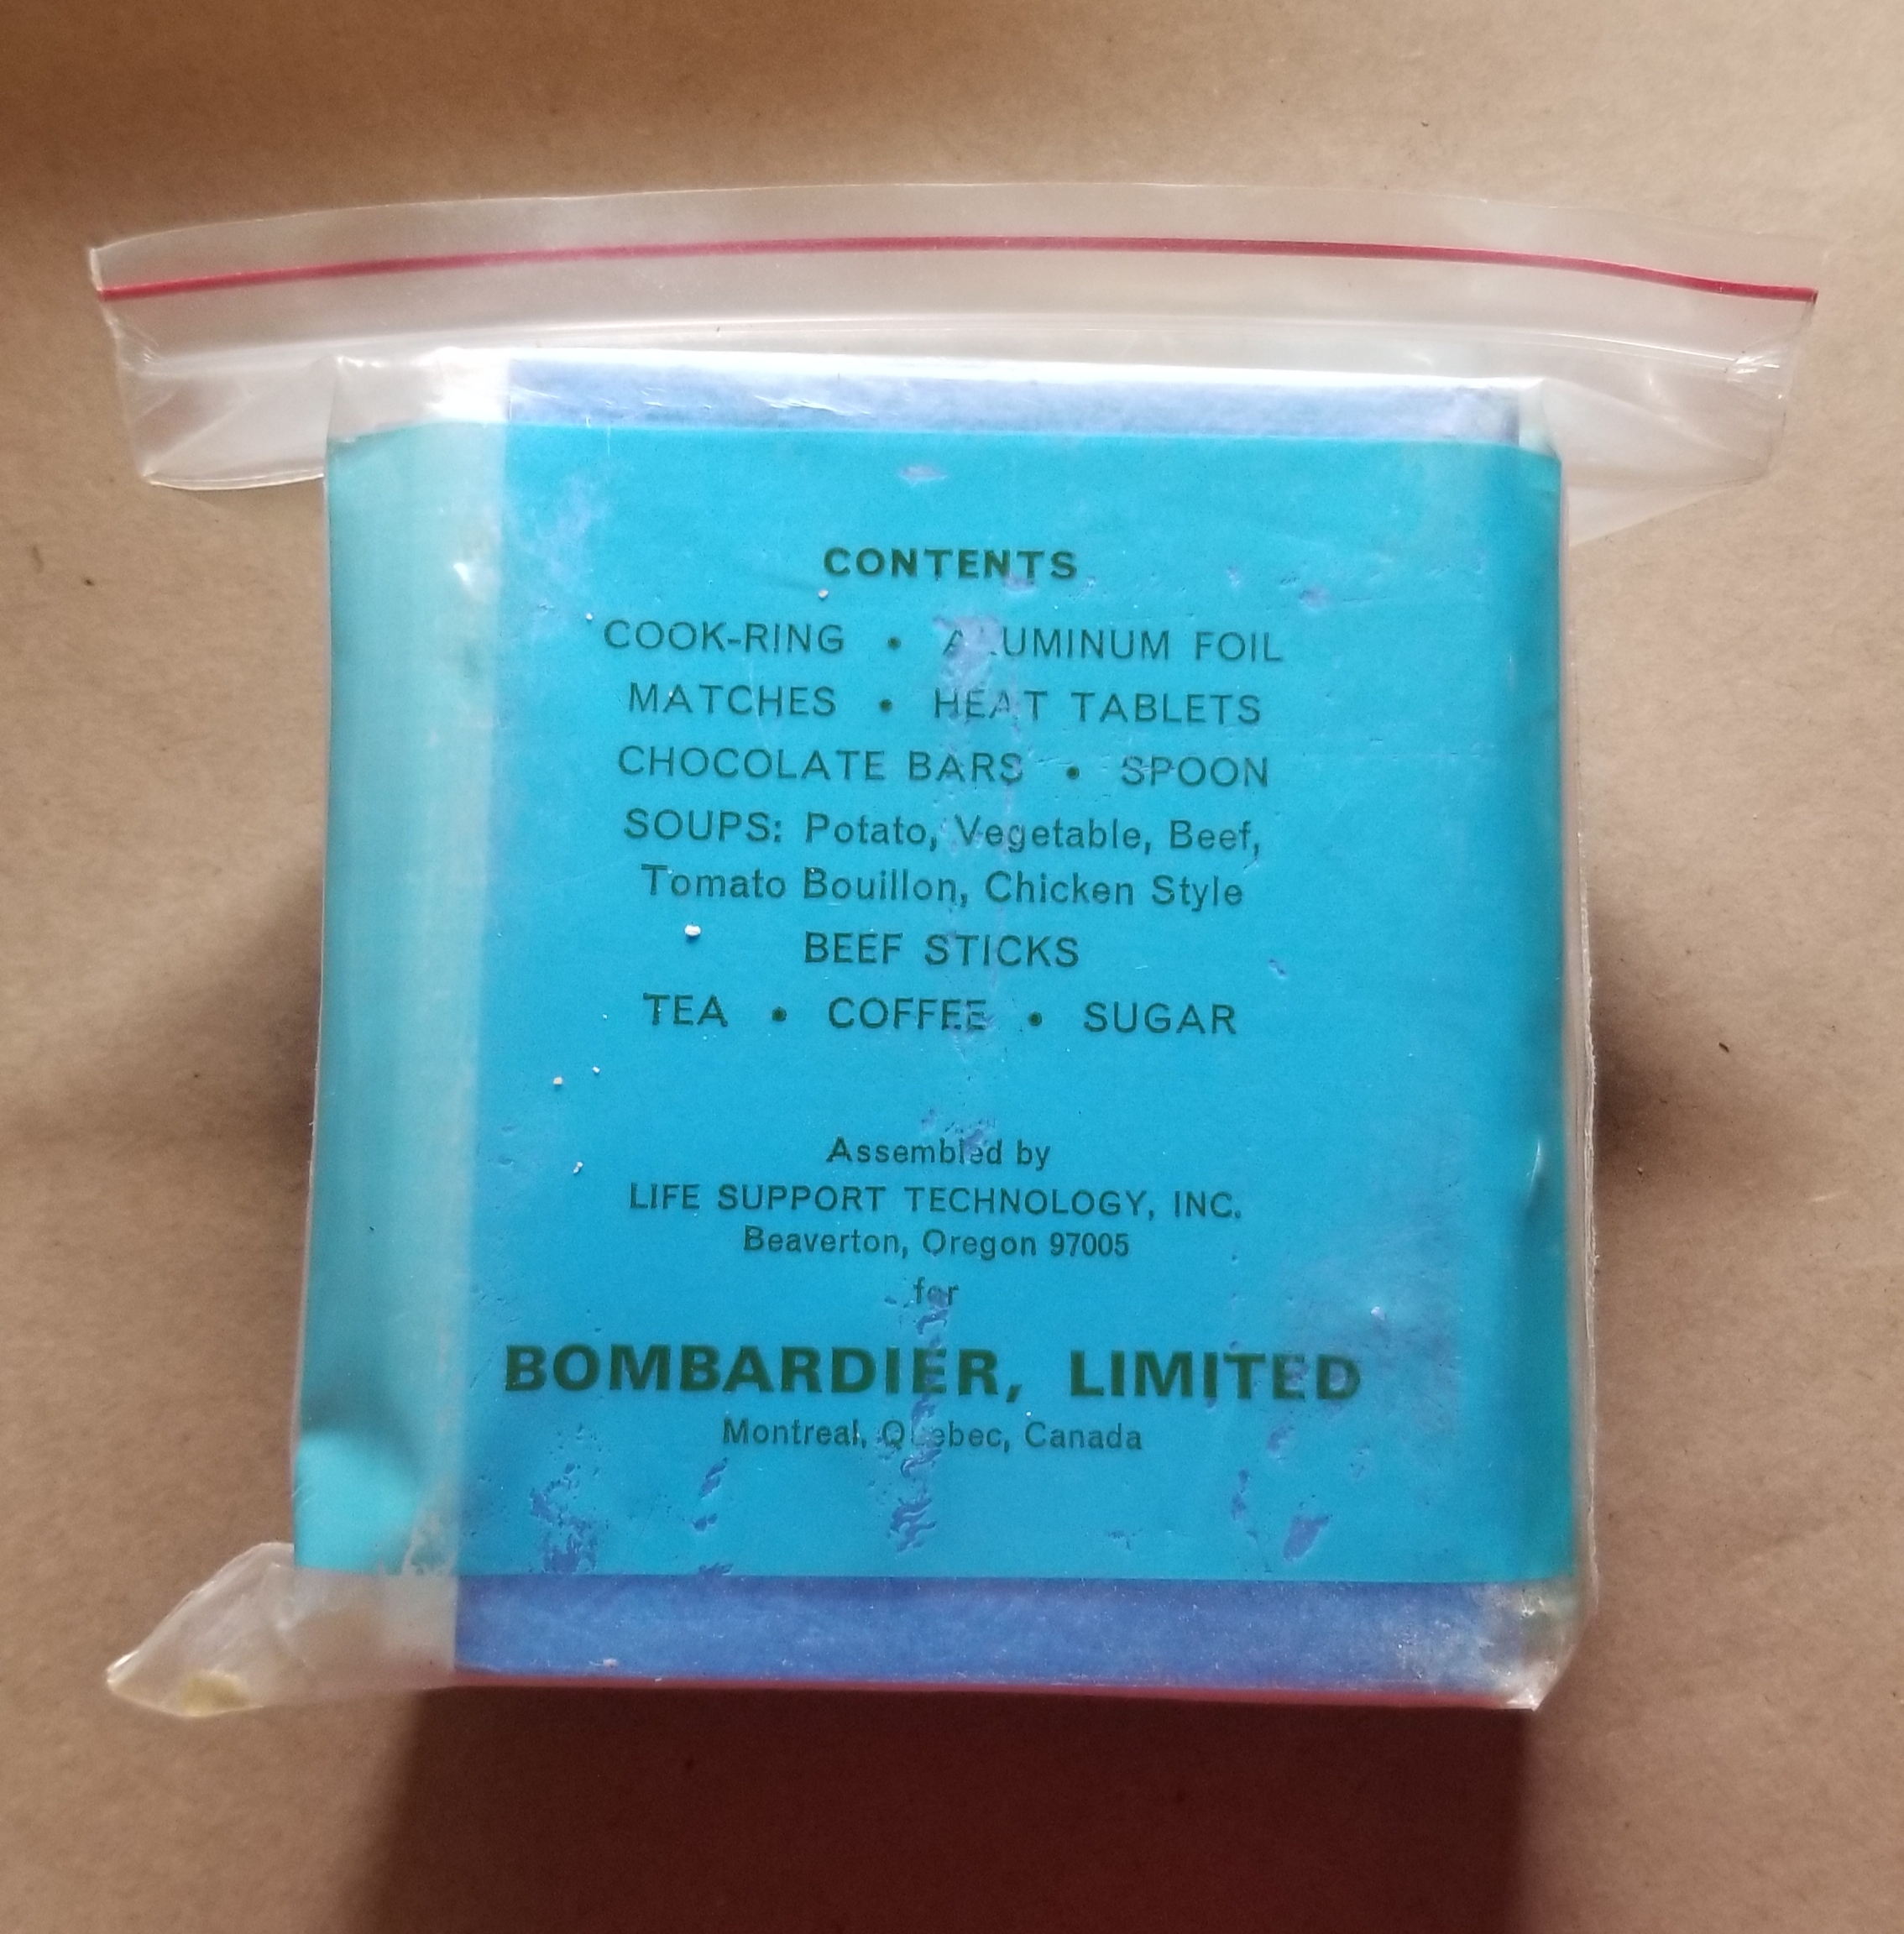 CONTENTS
COOK-RING • ALUMINUM FOIL
MATCHES • HEAT TABLETS
CHOCOLATE BARS • SPOON
SOUPS: Potato, Vegetable, Beef,
Tomato Bouillon, Chicken Style
BEEF STICKS
TEA • COFFEE • SUGAR
Assembled by
LIFE SUPPORT TECHNOLOGY, INC.
Beaverton, Oregon 97005
for
BOMBARDIER, LIMITED
Montreal, Quebec, Canada